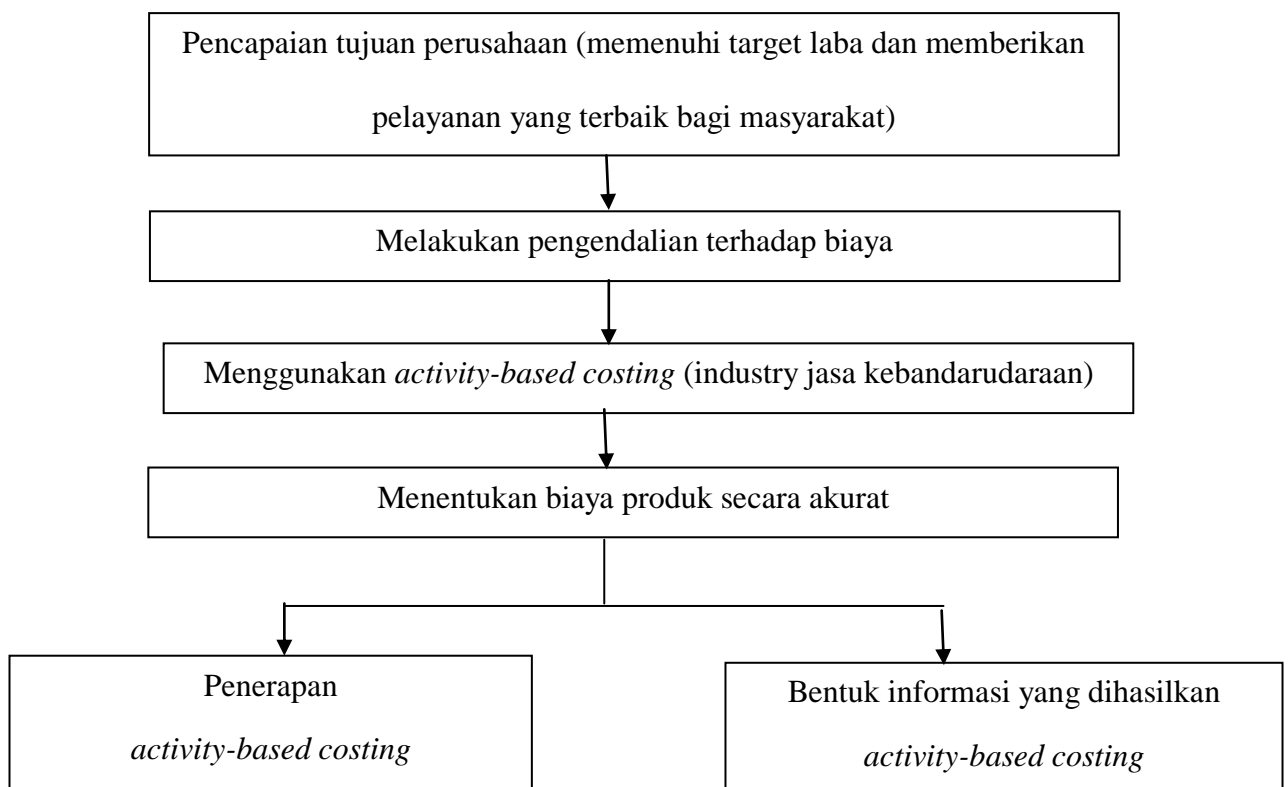 Pencapaian tujuan perusahaan (memenuhi target laba dan memberikan
pelayanan yang terbaik bagi masyarakat)
Melakukan pengendalian terhadap biaya
Menggunakan activity-based costing (industry jasa kebandarudaraan)
Menentukan biaya produk secara akurat
Penerapan
activity-based costing
Bentuk informasi yang dihasilkan
activity-based costing